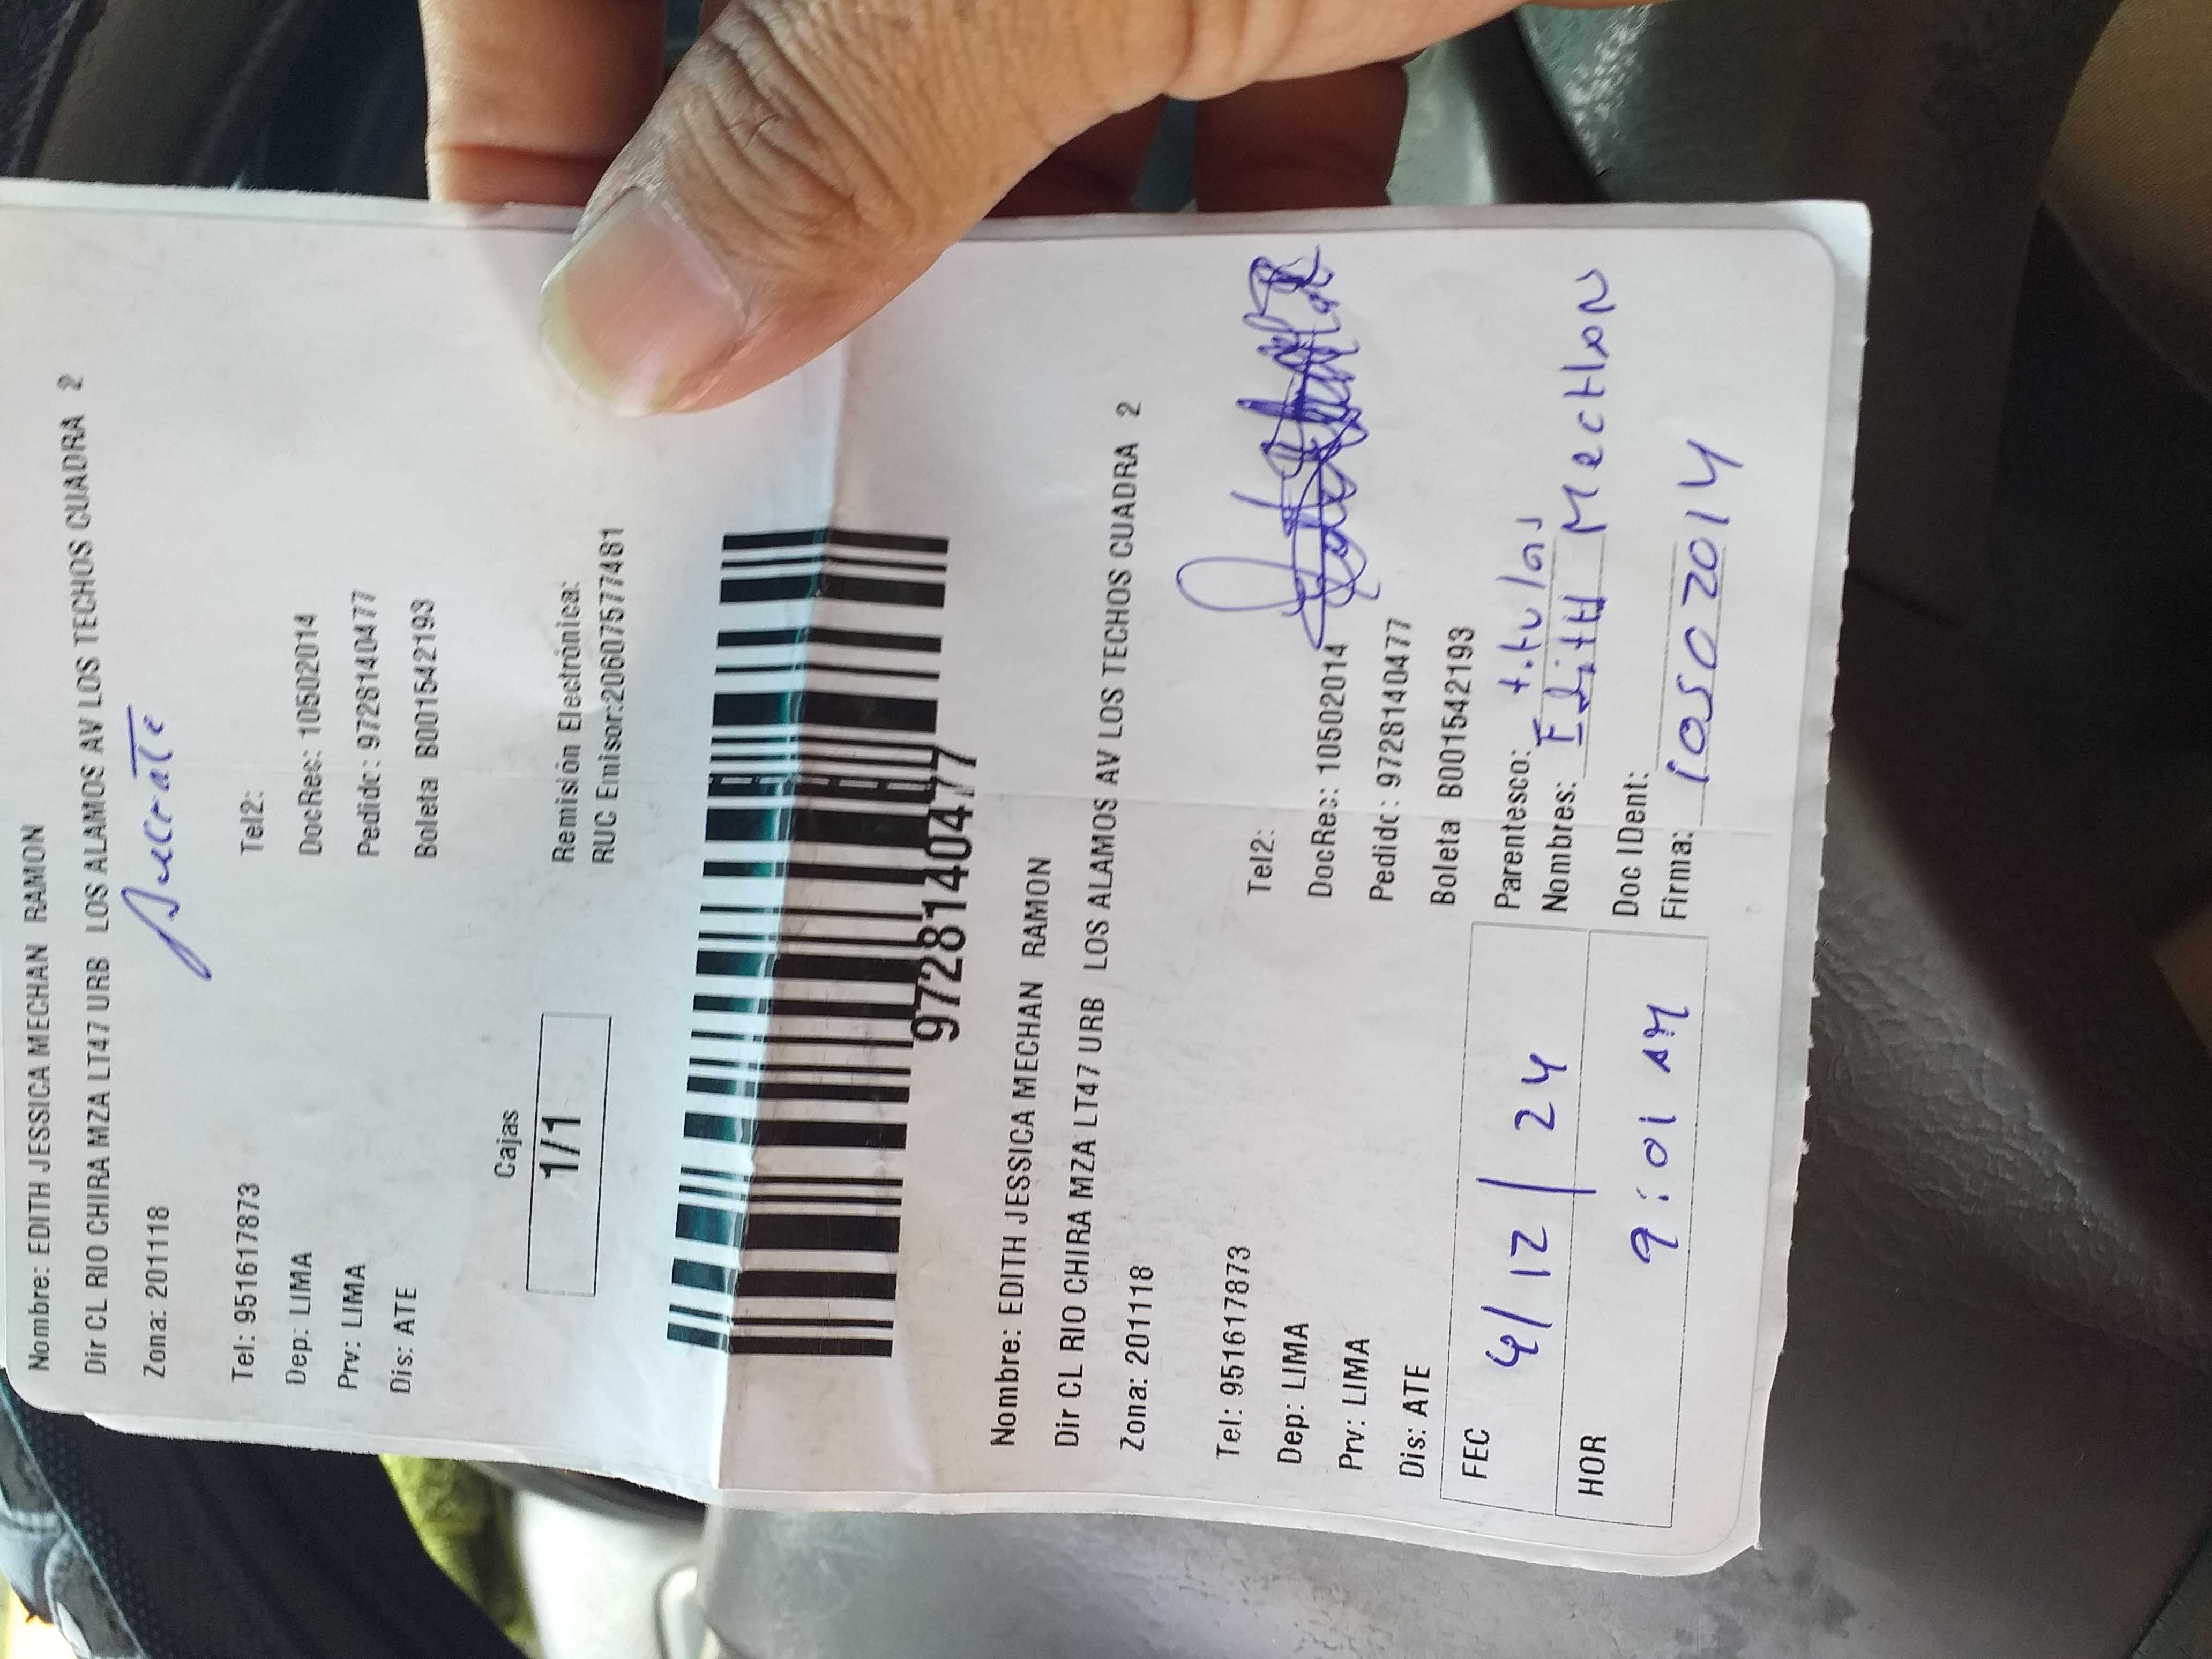 Nombre: EDITH JESSICA MECHAN RAMON
Dir CL RIO CHIRA MZA LT47 URB LOS ALAMOS AV LOS TECHOS CUADRA 2
Zona: 201118
Tel: 951617873 Tel2:
Dep: LIMA DocRec: 10502014
Prv: LIMA Pedido: 9728140477
Dis: ATE Boleta B001542193
Cajas
1/1
Remisión Electrónica:
RUC Emisor:20607577481
9728140477
Nombre: EDITH JESSICA MECHAN RAMON
Dir CL RIO CHIRA MZA LT47 URB LOS ALAMOS AV LOS TECHOS CUADRA 2
Zona: 201118
Tel: 951617873 Tel2:
Dep: LIMA DocRec: 10502014
Prv: LIMA Pedido: 9728140477
Dis: ATE Boleta B001542193
FEC 4/12/24
Parentesco: titular
Nombres: Edith Mechan
HOR 9:01 AM
Doc IDent:
Firma: 10502014